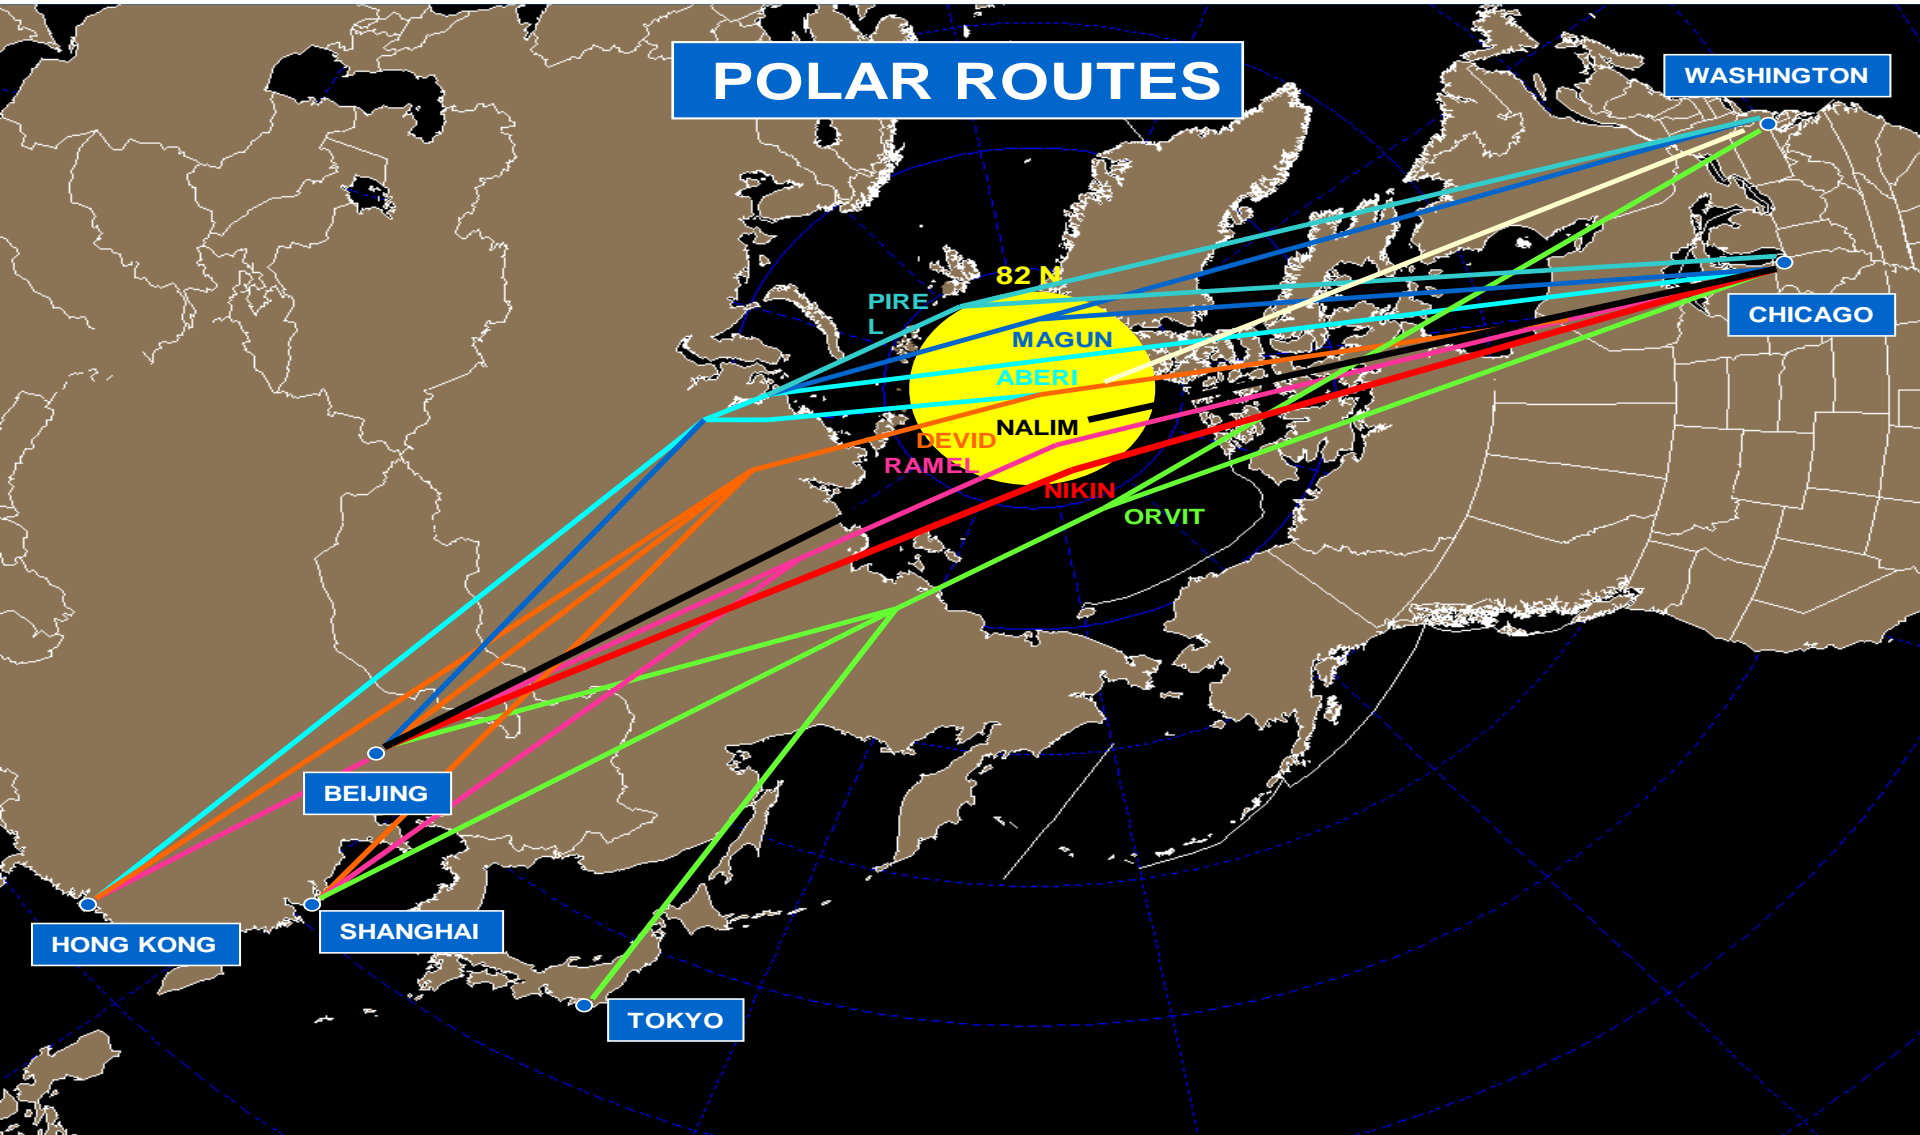 POLAR ROUTES
WASHINGTON
82 N
PIRE
L
CHICAGO
MAGUN
ABERI
NALIM
DEVID
RAMEL
NIKIN
ORVIT
BEIJING
SHANGHAI
HONG KONG
TOKYO